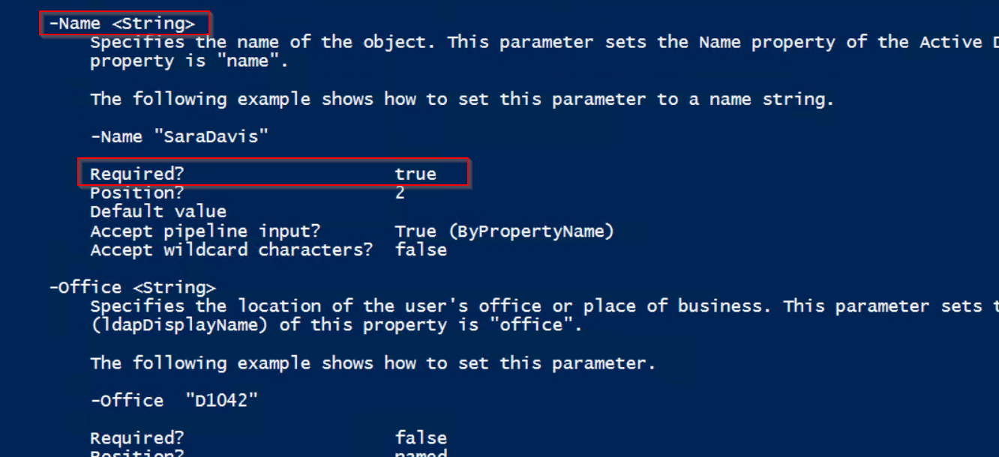 -Name <String>
Specifies the name of the object. This parameter sets the Name property of the Active
property is "name".
The following example shows how to set this parameter to a name string.
-Name "SaraDavis"
Required? true
Position? 2
Default value
Accept pipeline input? True (ByPropertyName)
Accept wildcard characters? false
-Office <String>
Specifies the location of the user's office or place of business. This parameter sets
(ldapDisplayName) of this property is "office".
The following example shows how to set this parameter.
-Office "D1042"
Required? false
Position? named